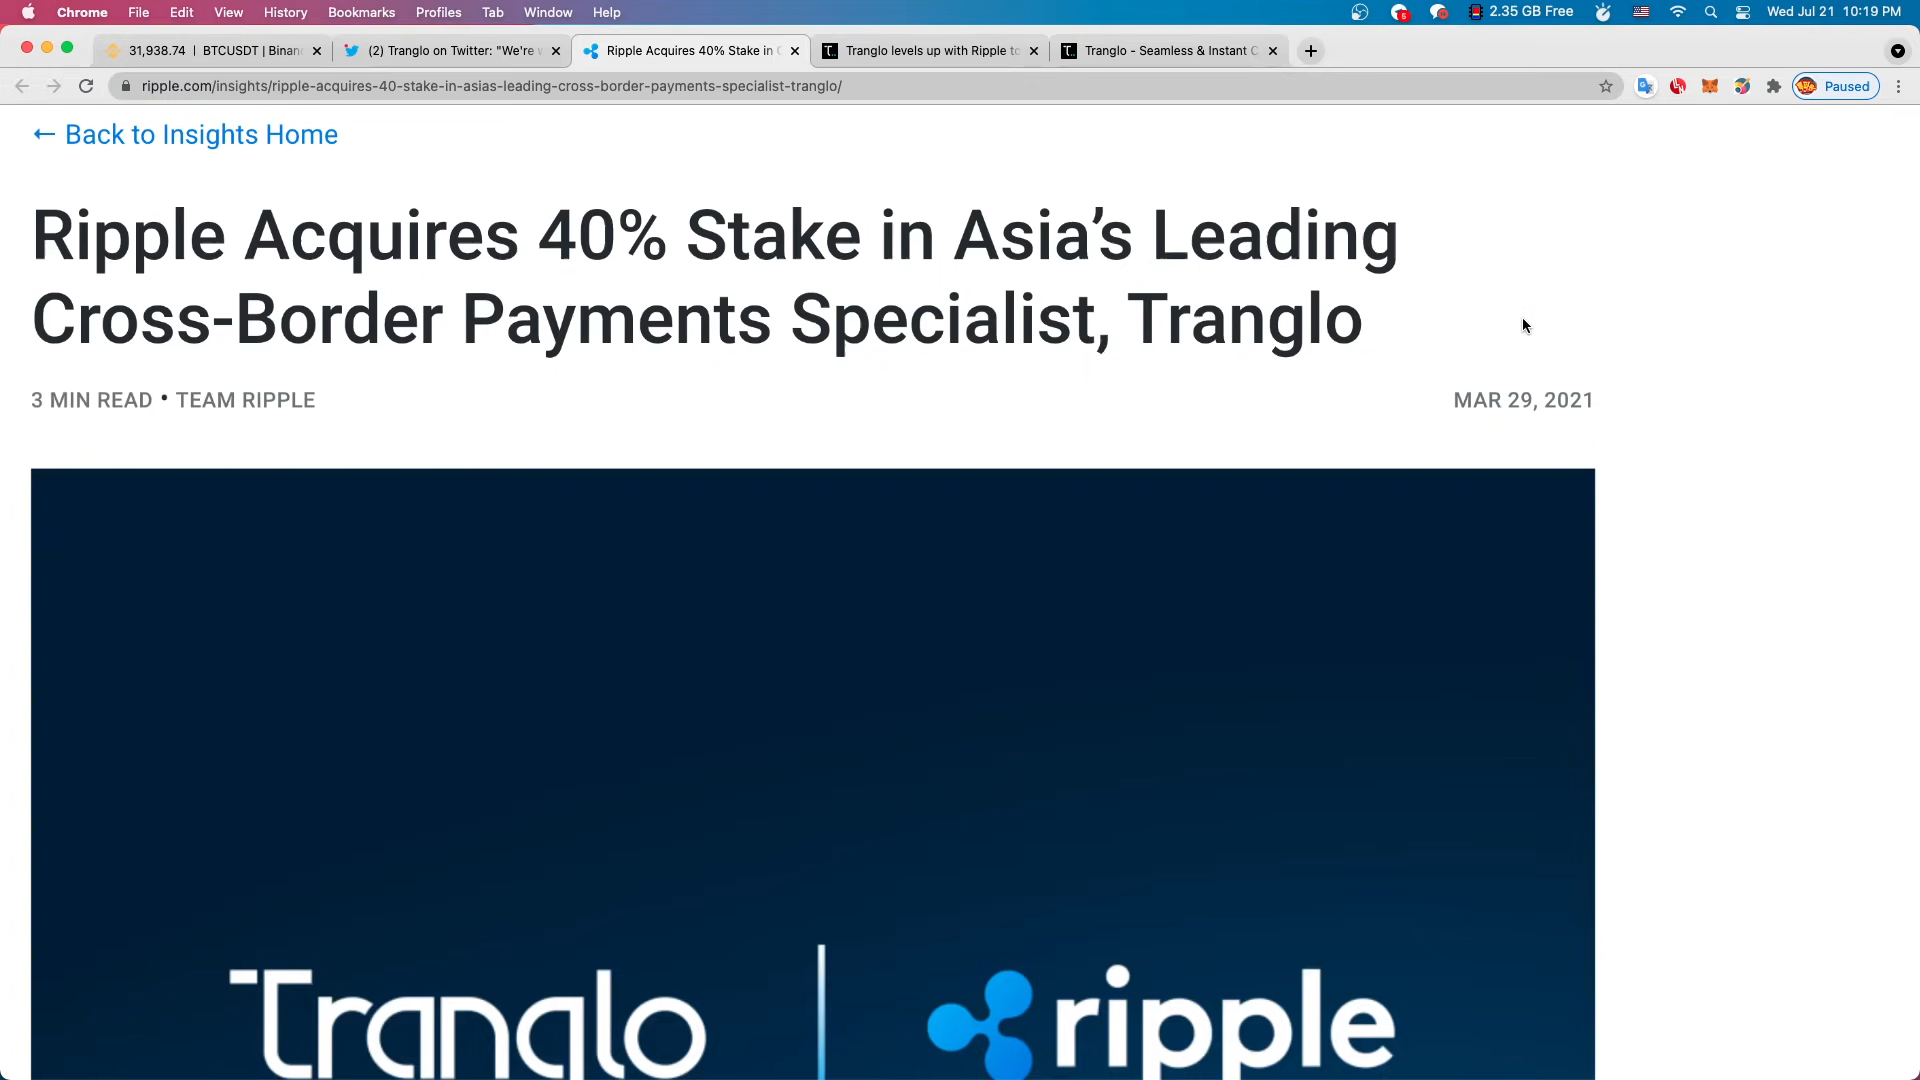 Chrome File Edit View History Bookmarks Profiles Tab Window Help 5 2.35 GB Free Wed Jul 21 10:19 PM
31,938.74 | BTCUSDT | Binan (2) Tranglo on Twitter: "We're Ripple Acquires 40% Stake in Tranglo levels up with Ripple to Tranglo - Seamless & Instant C
ripple.com/insights/ripple-acquires-40-stake-in-asias-leading-cross-border-payments-specialist-tranglo/ Paused
← Back to Insights Home
Ripple Acquires 40% Stake in Asia’s Leading
Cross-Border Payments Specialist, Tranglo
3 MIN READ • TEAM RIPPLE MAR 29, 2021
Tranglo ripple